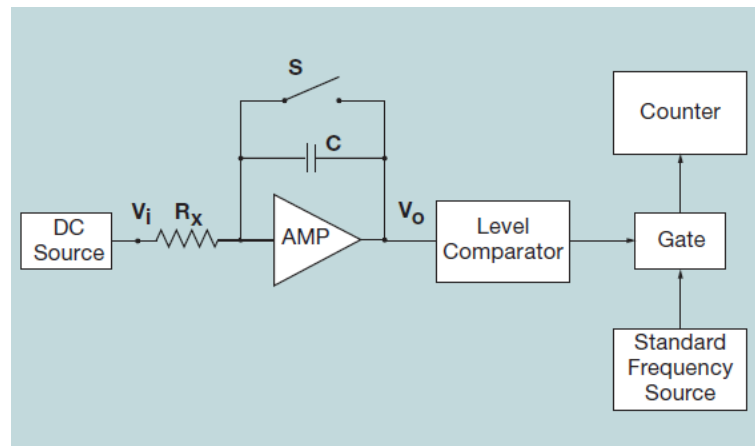 S
Counter
C
Vi
Rx
Vo
DC
Source
AMP
Level
Comparator
Gate
Standard
Frequency
Source